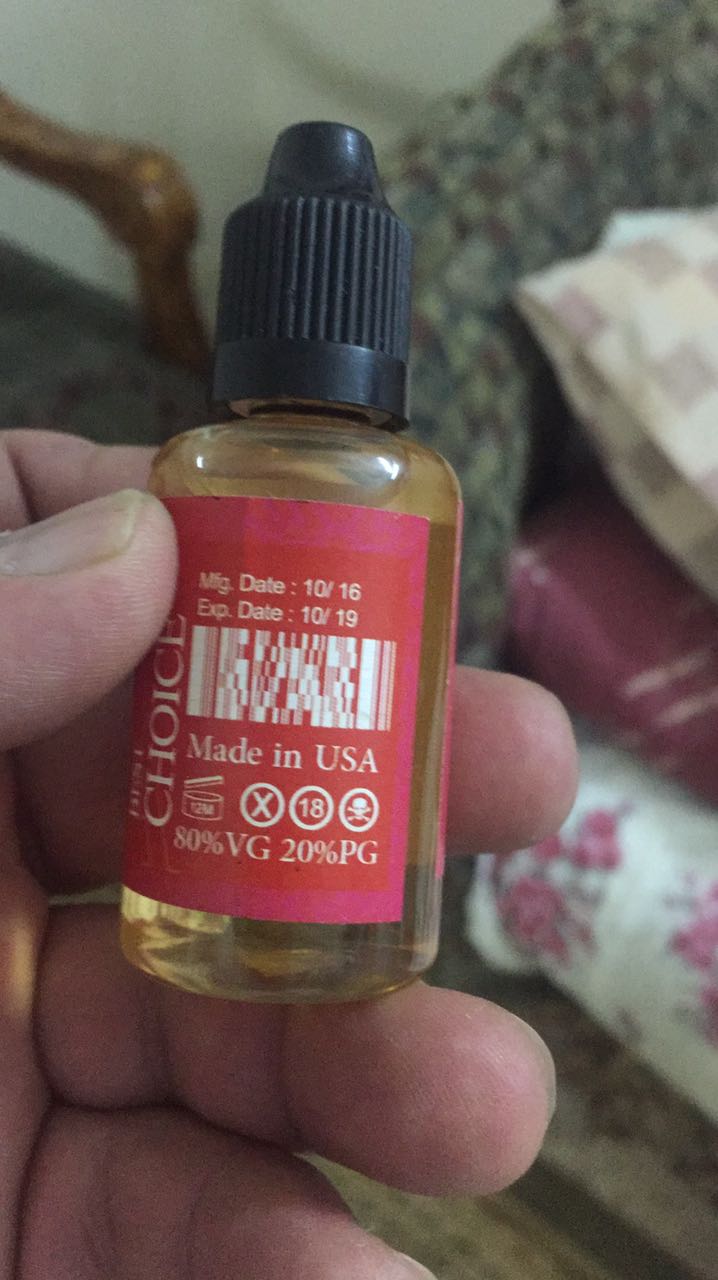 Mfg. Date : 10/ 16
Exp. Date : 10/ 19
CHOICE
Made in USA
12M
X
18
80%VG 20%PG